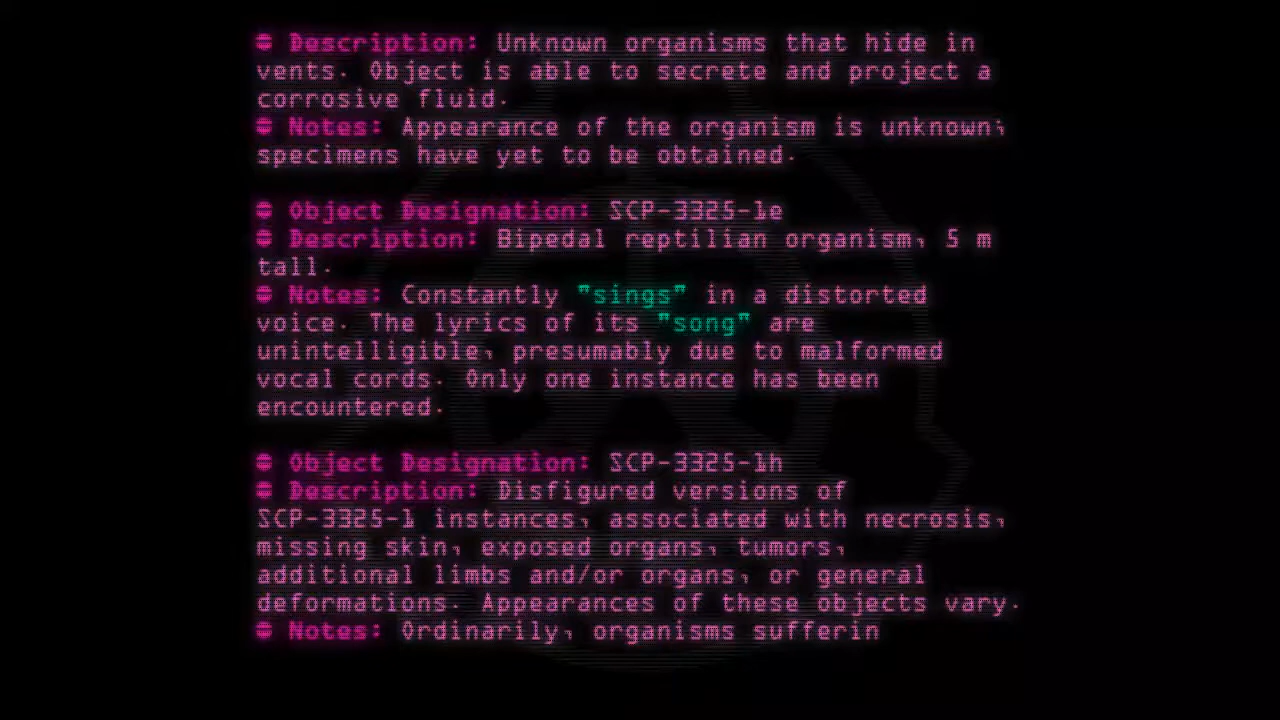 Description: Unknown organisms that hide in
vents. Object is able to secrete and project a
corrosive fluid.
Notes: Appearance of the organism is unknown;
specimens have yet to be obtained.
Object Designation: SCP-3325-1e
Description: Bipedal reptilian organism, 5 m
tall.
Notes: Constantly "sings" in a distorted
voice. The lyrics of its "song" are
unintelligible, presumably due to malformed
vocal cords. Only one instance has been
encountered.
Object Designation: SCP-3325-1h
Description: Disfigured versions of
SCP-3325-1 instances, associated with necrosis,
missing skin, exposed organs, tumors,
additional limbs and/or organs, or general
deformations. Appearances of these objects vary.
Notes: Ordinarily, organisms sufferin